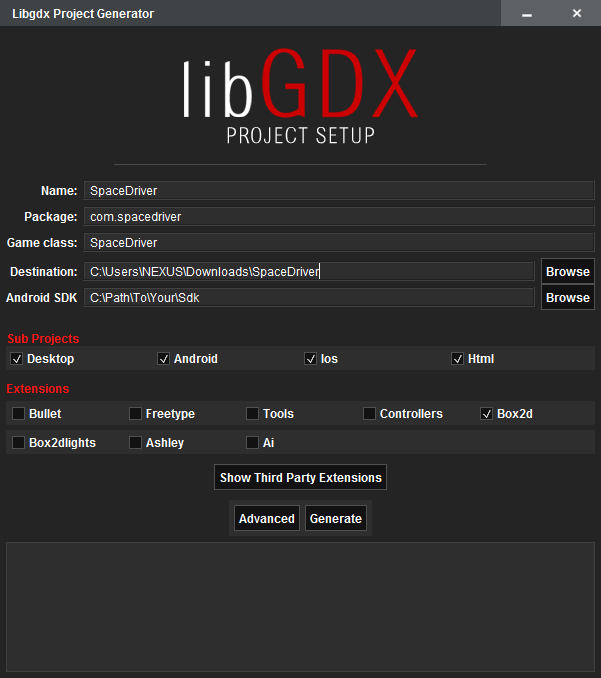 Libgdx Project Generator
libGDX
PROJECT SETUP
Name: SpaceDriver
Package: com.spacedriver
Game class: SpaceDriver
Destination: C:\Users\NEXUS\Downloads\SpaceDriver Browse
Android SDK C:\Path\To\Your\Sdk Browse
Sub Projects
Desktop Android Ios Html
Extensions
Bullet Freetype Tools Controllers Box2d
Box2dlights Ashley Ai
Show Third Party Extensions
Advanced Generate